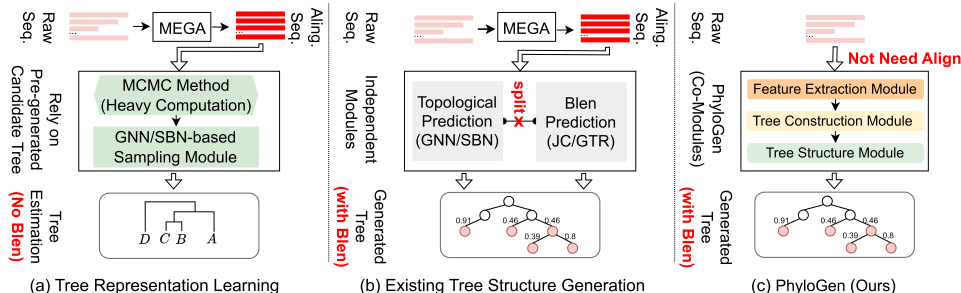 Raw
Seq.
...
MEGA
...
Aling.
Seq.
Rely on
Pre-generated
Candidate Tree
MCMC Method
(Heavy Computation)
GNN/SBN-based
Sampling Module
Tree
Estimation
(No Blen)
D
C
B
A
(a) Tree Representation Learning
Raw
Seq.
...
MEGA
...
Aling.
Seq.
Independent
Modules
Topological
Prediction
(GNN/SBN)
split
x
Blen
Prediction
(JC/GTR)
Generated
Tree
(with Blen)
0.91
0.46
0.46
0.39
0.8
(b) Existing Tree Structure Generation
Raw
Seq.
...
Not Need Align
PhyloGen
(Co-Modules)
Feature Extraction Module
Tree Construction Module
Tree Structure Module
Generated
Tree
(with Blen)
0.91
0.46
0.46
0.39
0.8
(c) PhyloGen (Ours)